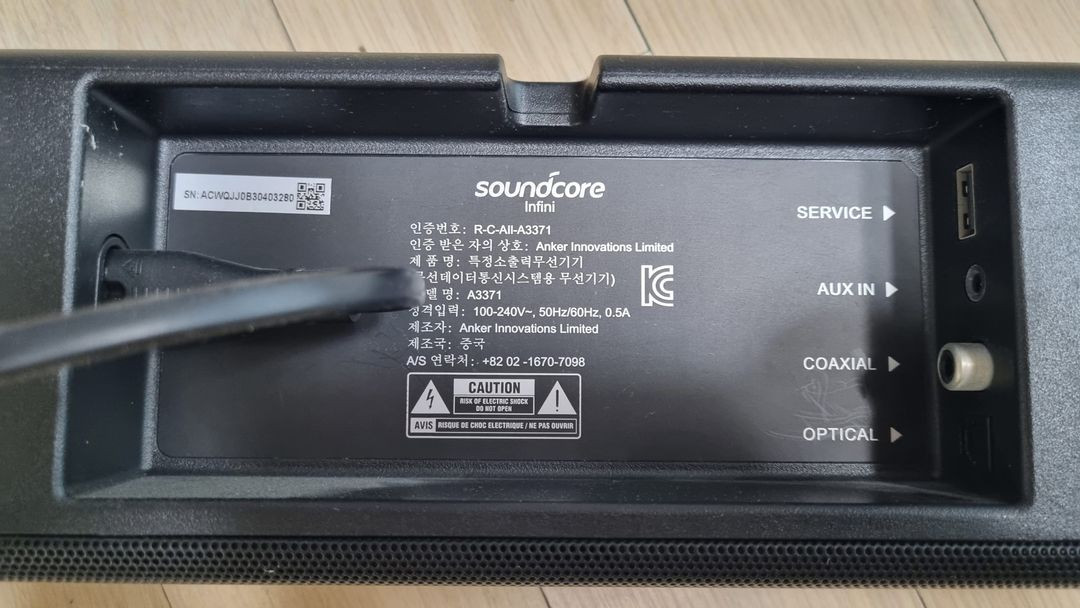 SN: ACWQJJ0B30403280
soundcore
Infini
인증번호: R-C-AII-A3371
인증 받은 자의 상호: Anker Innovations Limited
제 품 명: 특정소출력무선기기
선데이터통신시스템용 무선기기)
명: A3371
격입력: 100-240V~, 50Hz/60Hz, 0.5A
제조자: Anker Innovations Limited
제조국: 중국
A/S 연락처: +82 02 -1670-7098
CAUTION
RISK OF ELECTRIC SHOCK
DO NOT OPEN
AVIS RISQUE DE CHOC ELECTRIQUE / NE PAS OUVRIR
SERVICE
AUX IN
COAXIAL
OPTICAL